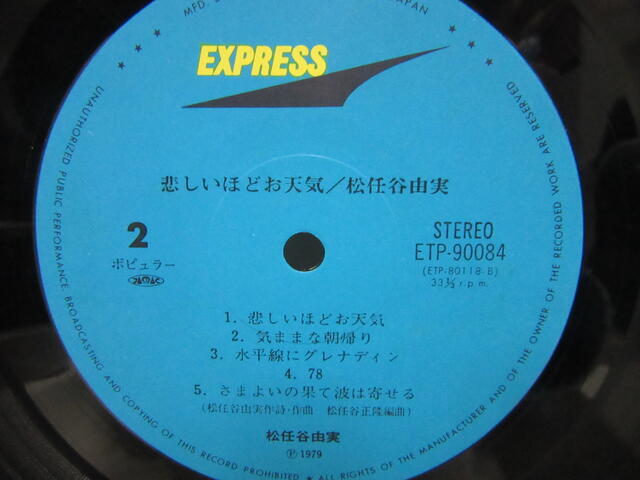 EXPRESS
悲しいほどお天気／松任谷由実
2
ポピュラー
STEREO
ETP-90084
(ETP-80118-B)
33⅓ r.p.m.
1. 悲しいほどお天気
2. 気ままな朝帰り
3. 水平線にグレナディン
4. 78
5. さまよいの果て波は寄せる
(松任谷由実作詩・作曲 松任谷正隆編曲)
松任谷由実
Ⓟ 1979
MFD. JAPAN
UNAUTHORIZED PUBLIC PERFORMANCE, BROADCASTING AND COPYING OF THIS RECORD PROHIBITED ★ ALL RIGHTS OF THE MANUFACTURER AND OF THE OWNER OF THE RECORDED WORK ARE RESERVED